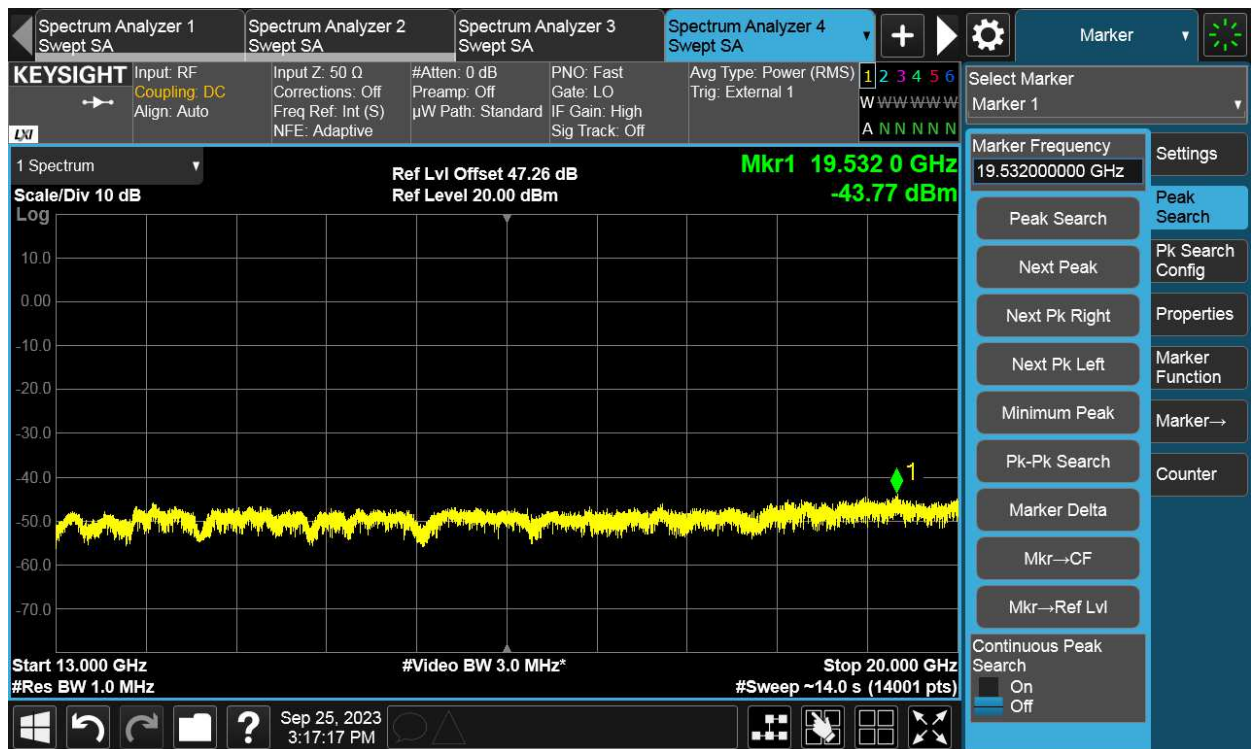 Spectrum Analyzer 1
Swept SA
Spectrum Analyzer 2
Swept SA
Spectrum Analyzer 3
Swept SA
Spectrum Analyzer 4
Swept SA
Marker
KEYSIGHT
LXI
Input: RF
Coupling: DC
Align: Auto
Input Z: 50 Ω
Corrections: Off
Freq Ref: Int (S)
NFE: Adaptive
#Atten: 0 dB
Preamp: Off
µW Path: Standard
PNO: Fast
Gate: LO
IF Gain: High
Sig Track: Off
Avg Type: Power (RMS)
Trig: External 1
1 2 3 4 5 6
W W W W W W
A N N N N N
1 Spectrum
Scale/Div 10 dB
Log
Ref Lvl Offset 47.26 dB
Ref Level 20.00 dBm
Mkr1 19.532 0 GHz
-43.77 dBm
10.0
0.00
-10.0
-20.0
-30.0
-40.0
-50.0
-60.0
-70.0
1
Start 13.000 GHz
#Res BW 1.0 MHz
#Video BW 3.0 MHz*
Stop 20.000 GHz
#Sweep ~14.0 s (14001 pts)
Select Marker
Marker 1
Marker Frequency
19.532000000 GHz
Peak Search
Next Peak
Next Pk Right
Next Pk Left
Minimum Peak
Pk-Pk Search
Marker Delta
Mkr→CF
Mkr→Ref Lvl
Continuous Peak
Search
On
Off
Settings
Peak
Search
Pk Search
Config
Properties
Marker
Function
Marker→
Counter
?
Sep 25, 2023
3:17:17 PM